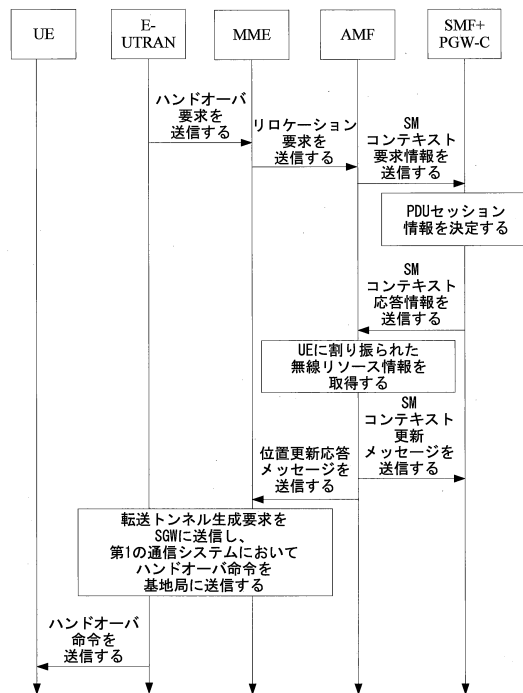 UE
E-
UTRAN
MME
AMF
SMF+
PGW-C
ハンドオーバ
要求を
送信する
リロケーション
要求を
送信する
SM
コンテキスト
要求情報を
送信する
PDUセッション
情報を決定する
SM
コンテキスト
応答情報を
送信する
UEに割り振られた
無線リソース情報を
取得する
SM
コンテキスト
更新
メッセージを
送信する
位置更新応答
メッセージを
送信する
転送トンネル生成要求を
SGWに送信し、
第1の通信システムにおいて
ハンドオーバ命令を
基地局に送信する
ハンドオーバ
命令を
送信する